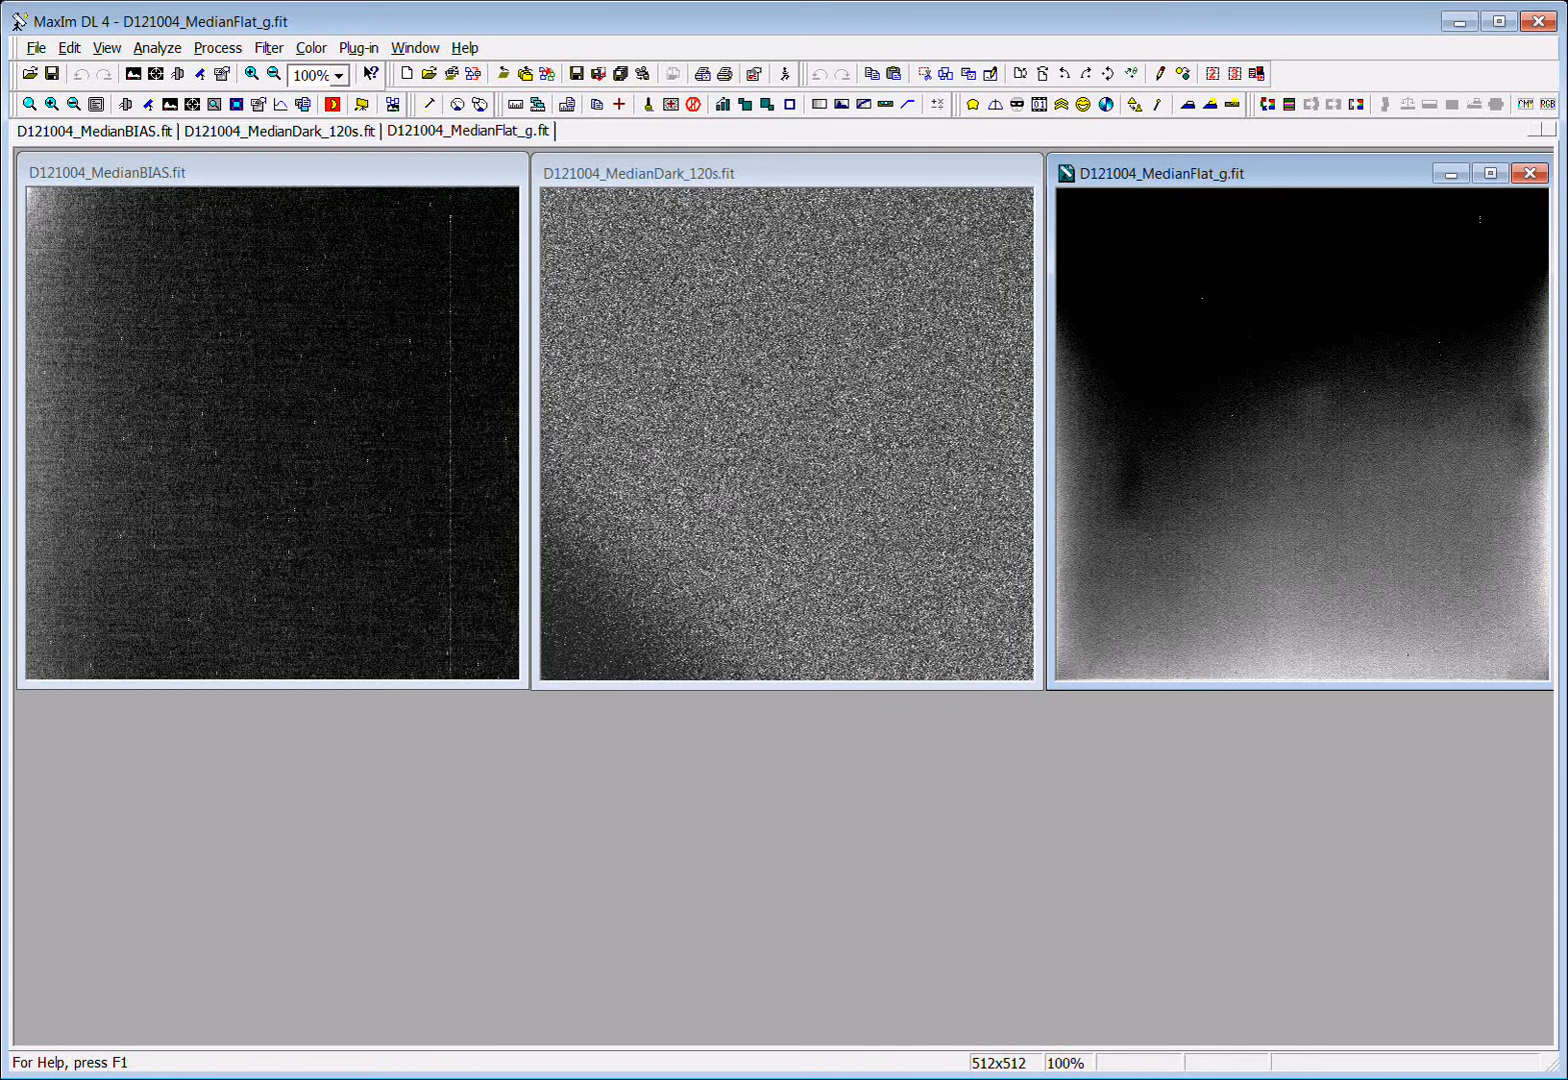 MaxIm DL 4 - D121004_MedianFlat_g.fit
File Edit View Analyze Process Filter Color Plug-in Window Help
100%
D121004_MedianBIAS.fit D121004_MedianDark_120s.fit D121004_MedianFlat_g.fit
D121004_MedianBIAS.fit
D121004_MedianDark_120s.fit
D121004_MedianFlat_g.fit
For Help, press F1
512x512 100%